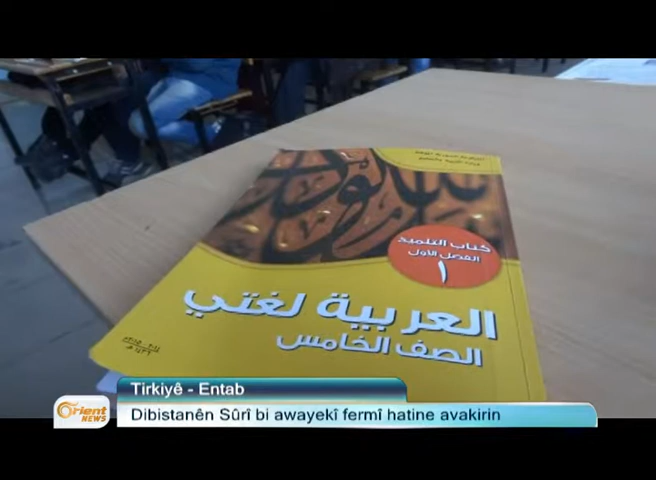 كتاب التلميذ
الفصل الأول
١
العربية لغتي
الصف الخامس
Tirkiyê - Entab
Orient
NEWS
Dibistanên Sûrî bi awayekî fermî hatine avakirin